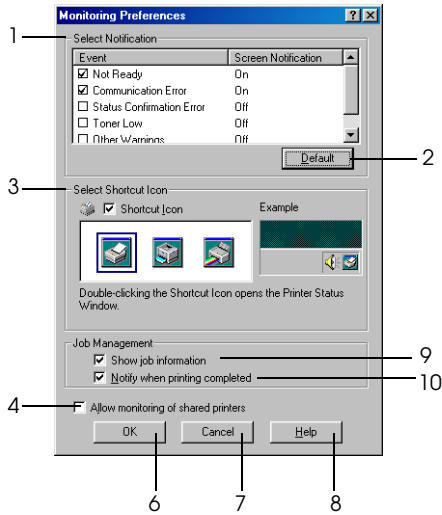 Monitoring Preferences
1
Select Notification
Event Screen Notification
Not Ready On
Communication Error On
Status Confirmation Error Off
Toner Low Off
Other Warnings Off
Default
2
3
Select Shortcut Icon
Shortcut Icon
Example
Double-clicking the Shortcut Icon opens the Printer Status
Window.
Job Management
Show job information
9
Notify when printing completed
10
4
Allow monitoring of shared printers
OK Cancel Help
6 7 8